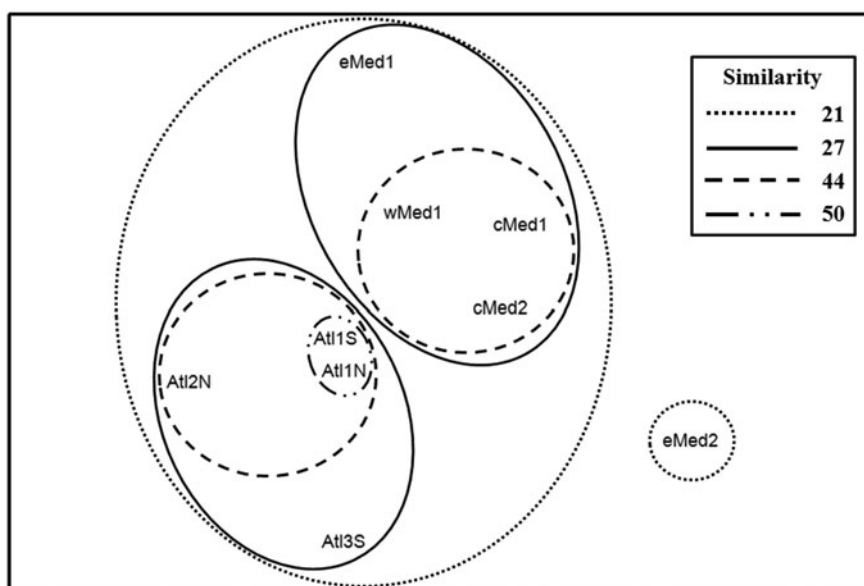 eMed1
Similarity
21
27
44
50
wMed1
cMed1
cMed2
Atl1S
Atl1N
Atl2N
eMed2
Atl3S